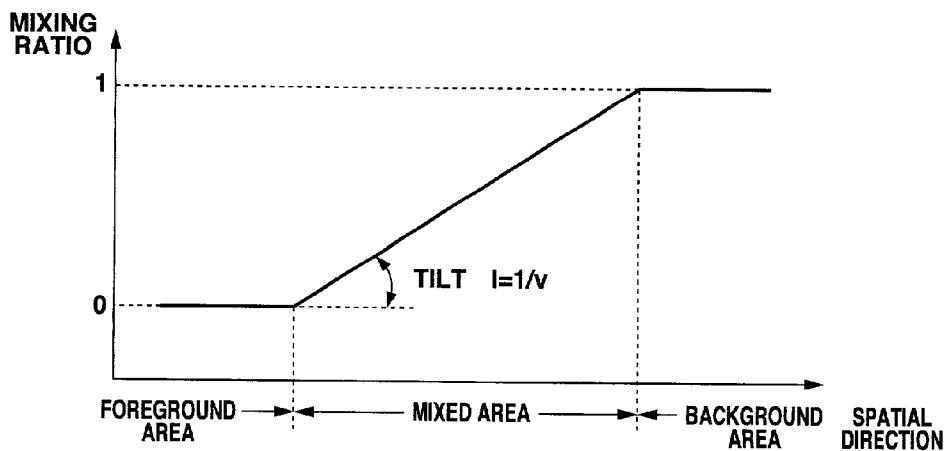 MIXING
RATIO
1
0
TILT l=1/v
FOREGROUND
AREA
MIXED AREA
BACKGROUND
AREA
SPATIAL
DIRECTION